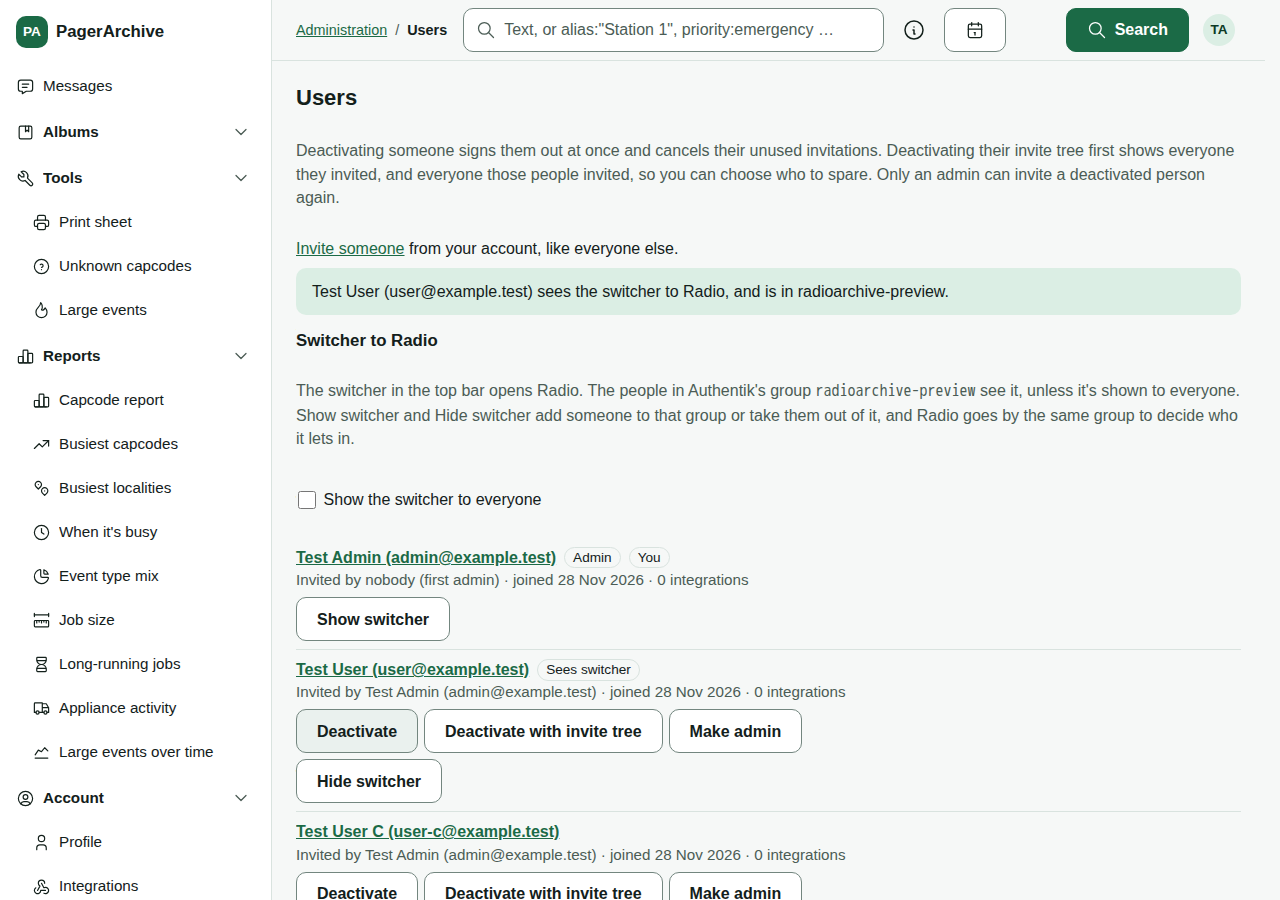 PA PagerArchive
Messages
Albums
Tools
Print sheet
Unknown capcodes
Large events
Reports
Capcode report
Busiest capcodes
Busiest localities
When it's busy
Event type mix
Job size
Long-running jobs
Appliance activity
Large events over time
Account
Profile
Integrations
Administration / Users
Text, or alias:"Station 1", priority:emergency …
Search
TA
Users
Deactivating someone signs them out at once and cancels their unused invitations. Deactivating their invite tree first shows everyone
they invited, and everyone those people invited, so you can choose who to spare. Only an admin can invite a deactivated person
again.
Invite someone from your account, like everyone else.
Test User (user@example.test) sees the switcher to Radio, and is in radioarchive-preview.
Switcher to Radio
The switcher in the top bar opens Radio. The people in Authentik's group radioarchive-preview see it, unless it's shown to everyone.
Show switcher and Hide switcher add someone to that group or take them out of it, and Radio goes by the same group to decide who
it lets in.
Show the switcher to everyone
Test Admin (admin@example.test) Admin You
Invited by nobody (first admin) · joined 28 Nov 2026 · 0 integrations
Show switcher
Test User (user@example.test) Sees switcher
Invited by Test Admin (admin@example.test) · joined 28 Nov 2026 · 0 integrations
Deactivate Deactivate with invite tree Make admin
Hide switcher
Test User C (user-c@example.test)
Invited by Test Admin (admin@example.test) · joined 28 Nov 2026 · 0 integrations
Deactivate Deactivate with invite tree Make admin